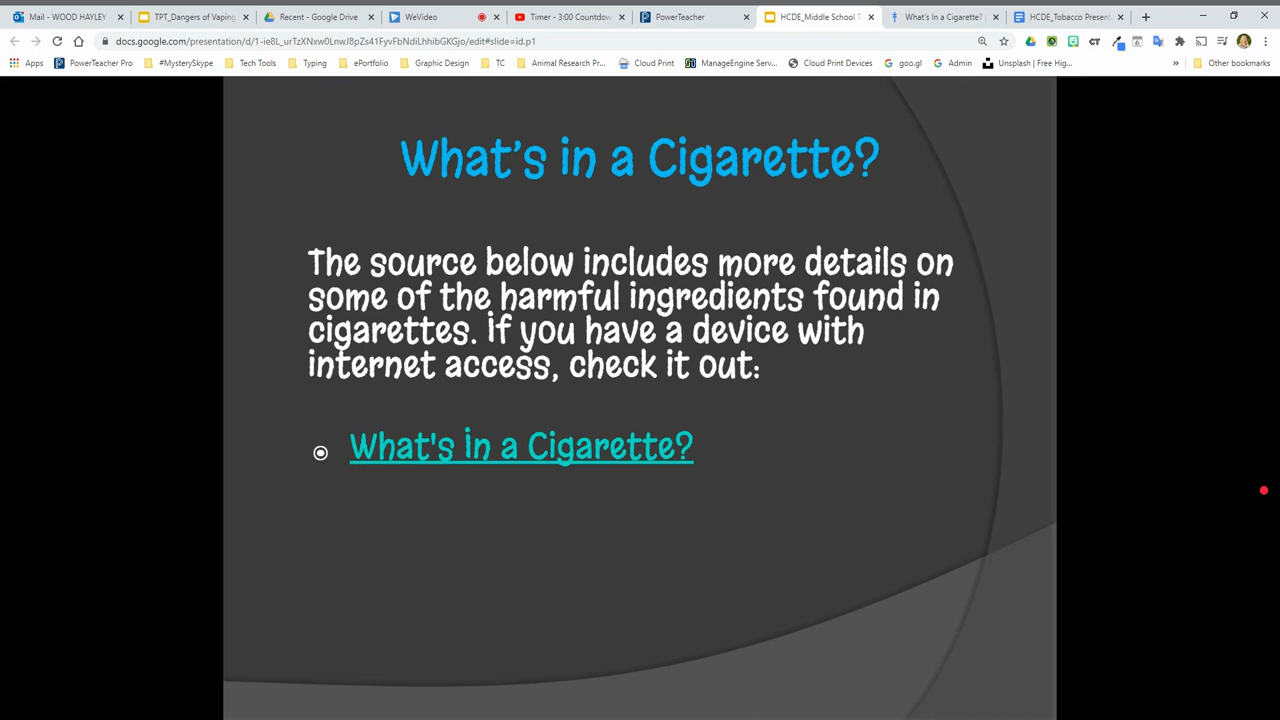 Mail - WOOD HAYLEY
TPT_Dangers of Vaping
Recent - Google Drive
WeVideo
Timer - 3:00 Countdow
PowerTeacher
HCDE_Middle School T
What's In a Cigarette? |
HCDE_Tobacco Present
docs.google.com/presentation/d/1-ie8L_urTzXNxw0LnwJ8pZs41FyvFbNdiLhhibGKGjo/edit#slide=id.p1
Apps
PowerTeacher Pro
#MysterySkype
Tech Tools
Typing
ePortfolio
Graphic Design
TC
Animal Research Pr...
Cloud Print
ManageEngine Serv...
Cloud Print Devices
goo.gl
Admin
Unsplash | Free Hig...
»
Other bookmarks
What's in a Cigarette?
The source below includes more details on
some of the harmful ingredients found in
cigarettes. If you have a device with
internet access, check it out:
What's in a Cigarette?